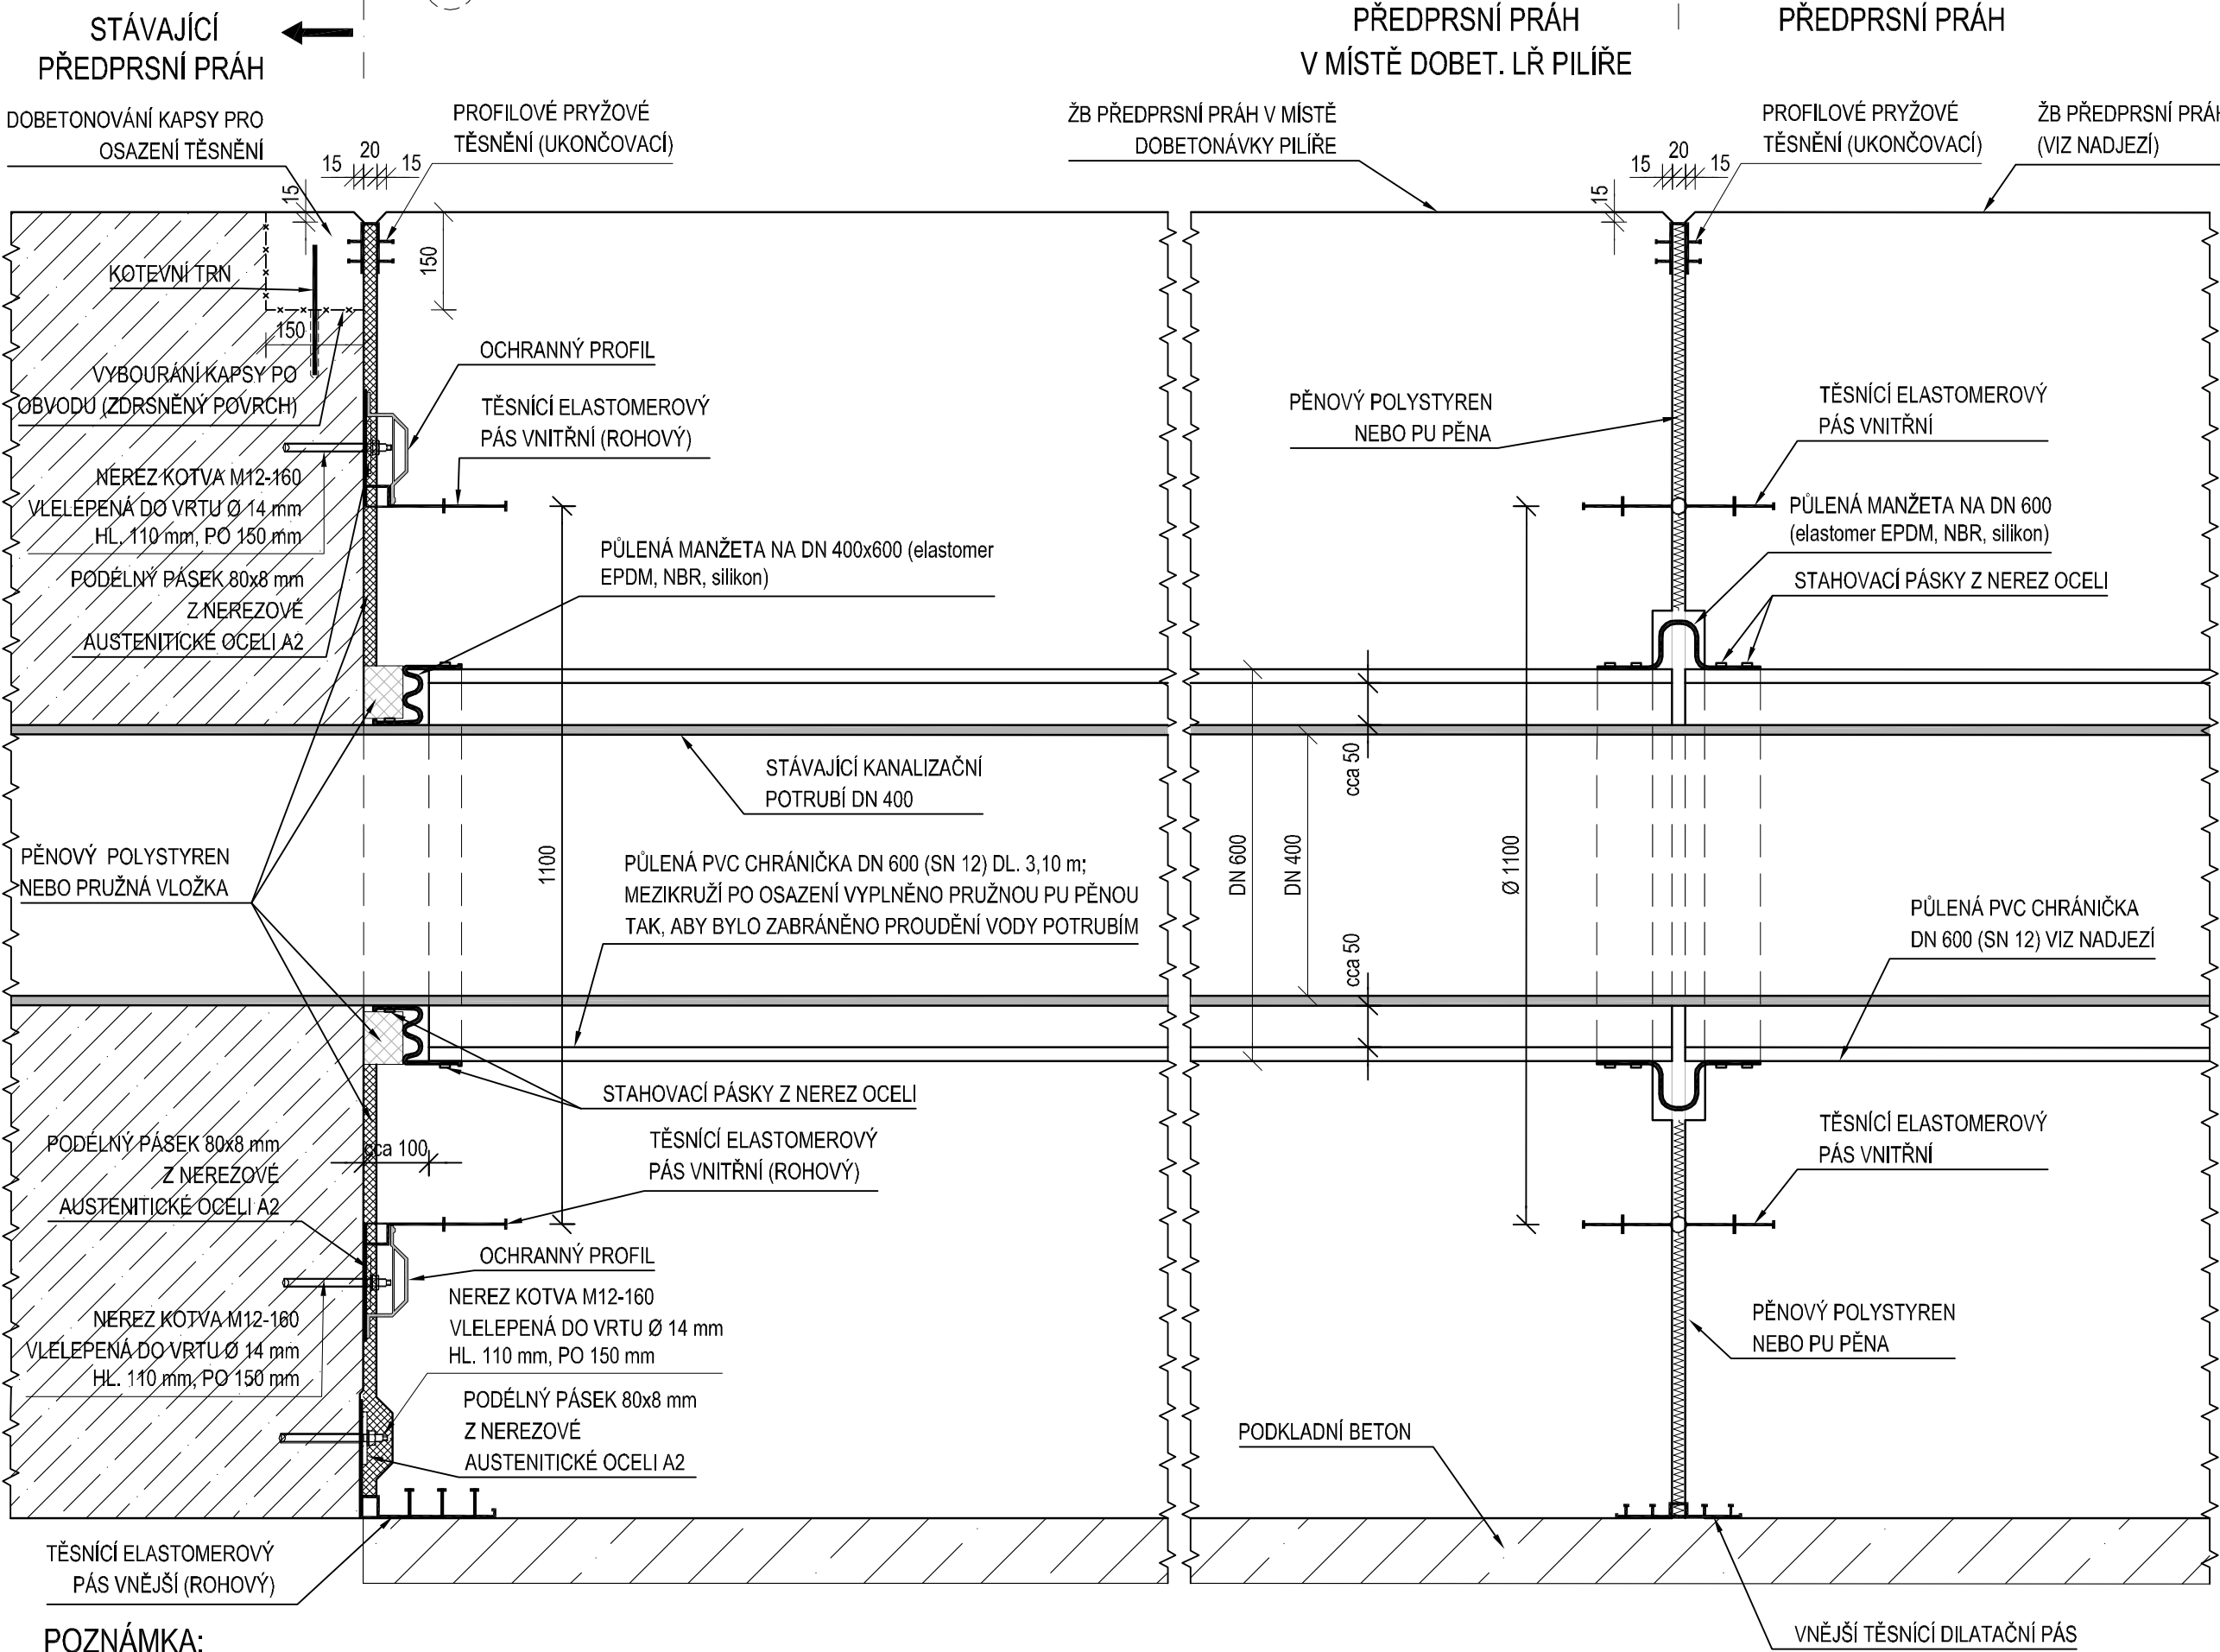 STÁVAJÍCÍ
PŘEDPRSNÍ PRÁH
PŘEDPRSNÍ PRÁH
V MÍSTĚ DOBET. LŘ PILÍŘE
PŘEDPRSNÍ PRÁH
DOBETONOVÁNÍ KAPSY PRO
OSAZENÍ TĚSNĚNÍ
15
20
15
15
PROFILOVÉ PRYŽOVÉ
TĚSNĚNÍ (UKONČOVACÍ)
ŽB PŘEDPRSNÍ PRÁH V MÍSTĚ
DOBETONÁVKY PILÍŘE
15
20
15
15
PROFILOVÉ PRYŽOVÉ
TĚSNĚNÍ (UKONČOVACÍ)
ŽB PŘEDPRSNÍ PRÁH
(VIZ NADJEZÍ)
KOTEVNÍ TRN
150
150
VYBOURÁNÍ KAPSY PO
OBVODU (ZDRSNĚNÝ POVRCH)
OCHRANNÝ PROFIL
TĚSNÍCÍ ELASTOMEROVÝ
PÁS VNITŘNÍ (ROHOVÝ)
NEREZ KOTVA M12-160
VLELEPENÁ DO VRTU Ø 14 mm
HL. 110 mm, PO 150 mm
PODÉLNÝ PÁSEK 80x8 mm
Z NEREZOVÉ
AUSTENITICKÉ OCELI A2
PŮLENÁ MANŽETA NA DN 400x600 (elastomer
EPDM, NBR, silikon)
PĚNOVÝ POLYSTYREN
NEBO PU PĚNA
TĚSNÍCÍ ELASTOMEROVÝ
PÁS VNITŘNÍ
PŮLENÁ MANŽETA NA DN 600
(elastomer EPDM, NBR, silikon)
STAHOVACÍ PÁSKY Z NEREZ OCELI
STÁVAJÍCÍ KANALIZAČNÍ
POTRUBÍ DN 400
cca 50
PĚNOVÝ POLYSTYREN
NEBO PRUŽNÁ VLOŽKA
1100
PŮLENÁ PVC CHRÁNIČKA DN 600 (SN 12) DL. 3,10 m;
MEZIKRUŽÍ PO OSAZENÍ VYPLNĚNO PRUŽNOU PU PĚNOU
TAK, ABY BYLO ZABRÁNĚNO PROUDĚNÍ VODY POTRUBÍM
DN 600
DN 400
Ø 1100
cca 50
PŮLENÁ PVC CHRÁNIČKA
DN 600 (SN 12) VIZ NADJEZÍ
STAHOVACÍ PÁSKY Z NEREZ OCELI
PODÉLNÝ PÁSEK 80x8 mm
Z NEREZOVÉ
AUSTENITICKÉ OCELI A2
cca 100
TĚSNÍCÍ ELASTOMEROVÝ
PÁS VNITŘNÍ (ROHOVÝ)
TĚSNÍCÍ ELASTOMEROVÝ
PÁS VNITŘNÍ
OCHRANNÝ PROFIL
NEREZ KOTVA M12-160
VLELEPENÁ DO VRTU Ø 14 mm
HL. 110 mm, PO 150 mm
NEREZ KOTVA M12-160
VLELEPENÁ DO VRTU Ø 14 mm
HL. 110 mm, PO 150 mm
PĚNOVÝ POLYSTYREN
NEBO PU PĚNA
PODÉLNÝ PÁSEK 80x8 mm
Z NEREZOVÉ
AUSTENITICKÉ OCELI A2
PODKLADNÍ BETON
TĚSNÍCÍ ELASTOMEROVÝ
PÁS VNĚJŠÍ (ROHOVÝ)
VNĚJŠÍ TĚSNÍCÍ DILATAČNÍ PÁS
POZNÁMKA: